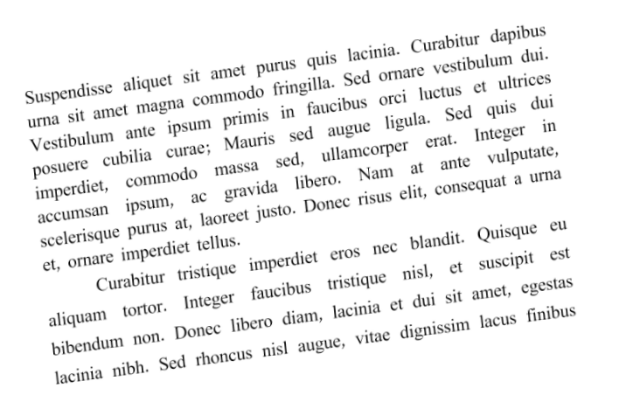 Suspendisse aliquet sit amet purus quis lacinia. Curabitur dapibus
urna sit amet magna commodo fringilla. Sed ornare vestibulum dui.
Vestibulum ante ipsum primis in faucibus orci luctus et ultrices
posuere cubilia curae; Mauris sed augue ligula. Sed quis dui
imperdiet, commodo massa sed, ullamcorper erat. Integer in
accumsan ipsum, ac gravida libero. Nam at ante vulputate,
scelerisque purus at, laoreet justo. Donec risus elit, consequat a urna
et, ornare imperdiet tellus.
Curabitur tristique imperdiet eros nec blandit. Quisque eu
aliquam tortor. Integer faucibus tristique nisl, et suscipit est
bibendum non. Donec libero diam, lacinia et dui sit amet, egestas
lacinia nibh. Sed rhoncus nisl augue, vitae dignissim lacus finibus